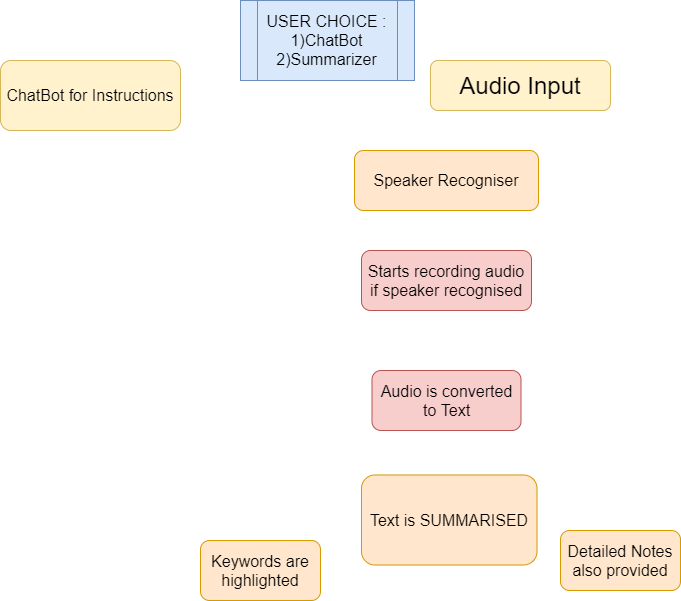 USER CHOICE :
1)ChatBot
2)Summarizer
ChatBot for Instructions
Audio Input
Speaker Recogniser
Starts recording audio
if speaker recognised
Audio is converted
to Text
Text is SUMMARISED
Keywords are
highlighted
Detailed Notes
also provided